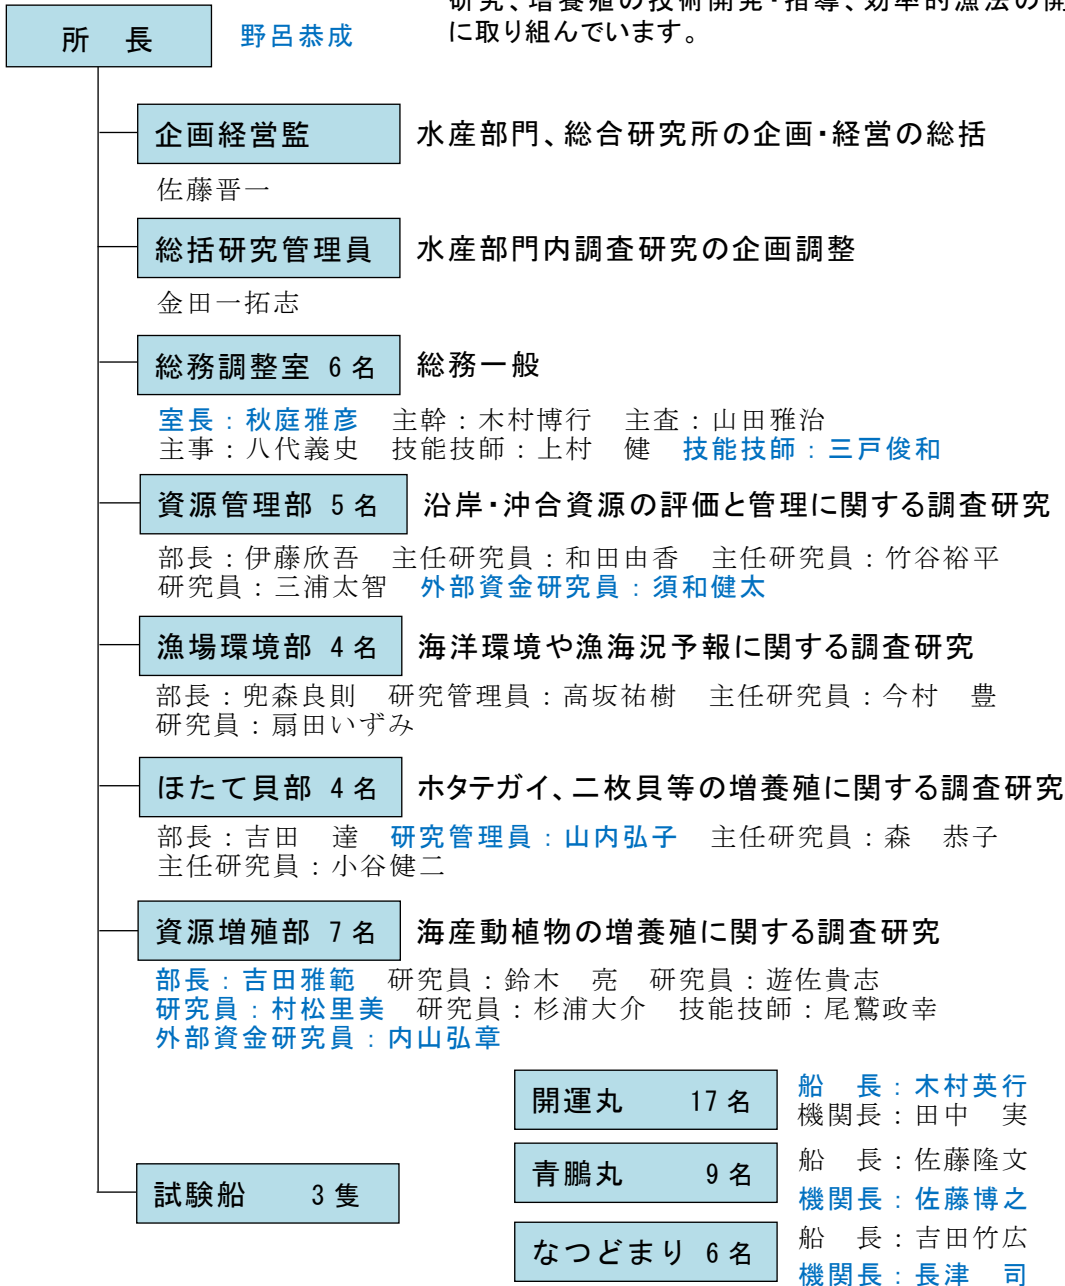 研究、増養殖の技術開発・指導、効率的漁法の開
に取り組んでいます。
所　長　野呂恭成
企画経営監　水産部門、総合研究所の企画・経営の総括
佐藤晋一
総括研究管理員　水産部門内調査研究の企画調整
金田一拓志
総務調整室 6名　総務一般
室長：秋庭雅彦　主幹：木村博行　主査：山田雅治
主事：八代義史　技能技師：上村　健　技能技師：三戸俊和
資源管理部 5名　沿岸・沖合資源の評価と管理に関する調査研究
部長：伊藤欣吾　主任研究員：和田由香　主任研究員：竹谷裕平
研究員：三浦太智　外部資金研究員：須和健太
漁場環境部 4名　海洋環境や漁海況予報に関する調査研究
部長：兜森良則　研究管理員：高坂祐樹　主任研究員：今村　豊
研究員：扇田いずみ
ほたて貝部 4名　ホタテガイ、二枚貝等の増養殖に関する調査研究
部長：吉田　達　研究管理員：山内弘子　主任研究員：森　恭子
主任研究員：小谷健二
資源増殖部 7名　海産動植物の増養殖に関する調査研究
部長：吉田雅範　研究員：鈴木　亮　研究員：遊佐貴志
研究員：村松里美　研究員：杉浦大介　技能技師：尾鷲政幸
外部資金研究員：内山弘章
試験船　3隻
開運丸　17名　船　長：木村英行
機関長：田中　実
青鵬丸　9名　船　長：佐藤隆文
機関長：佐藤博之
なつどまり 6名　船　長：吉田竹広
機関長：長津　司